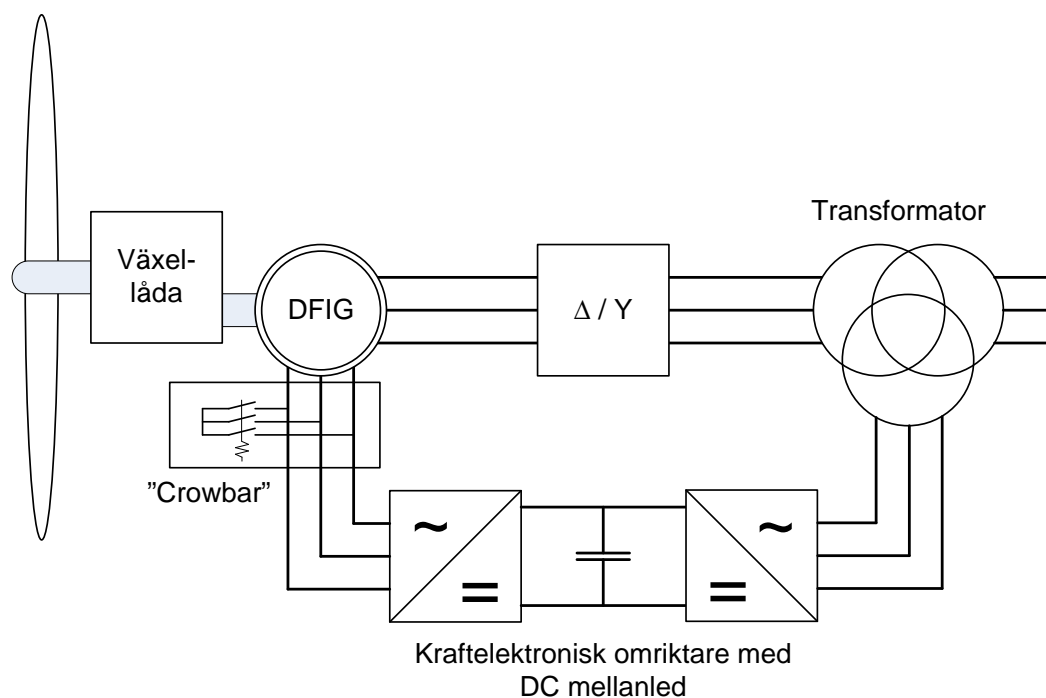 Transformator
Växel-
låda
DFIG
Δ / Y
”Crowbar”
~
=
~
=
Kraftelektronisk omriktare med
DC mellanled